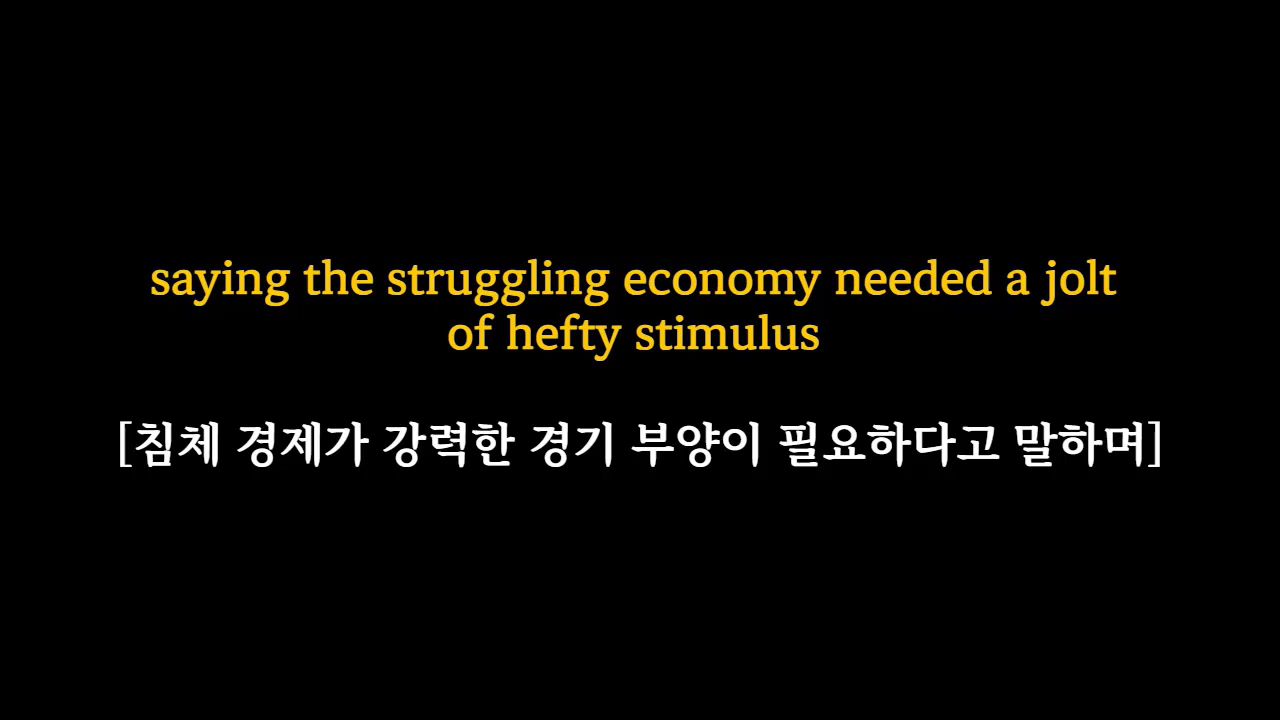 saying the struggling economy needed a jolt
of hefty stimulus
[침체 경제가 강력한 경기 부양이 필요하다고 말하며]